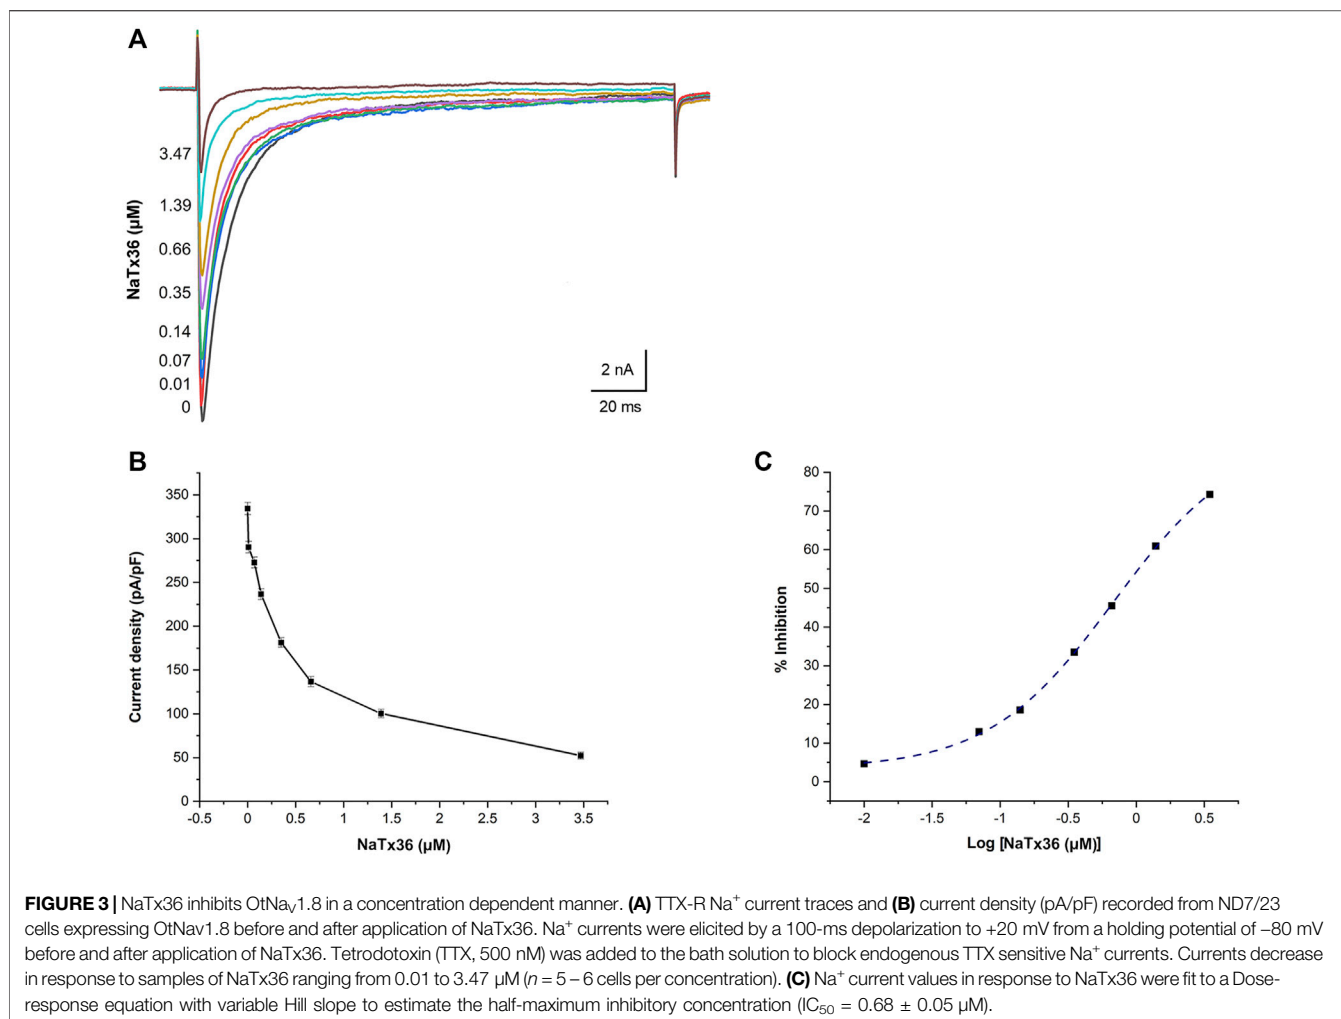 A
3.47
1.39
0.66
0.35
0.14
0.07
0.01
0
NaTx36 (µM)
2 nA
20 ms
B
350
300
250
200
150
100
50
0
Current density (pA/pF)
-0.5 0 0.5 1 1.5 2 2.5 3 3.5
NaTx36 (µM)
C
80
70
60
50
40
30
20
10
0
% Inhibition
-2 -1.5 -1 -0.5 0 0.5
Log [NaTx36 (µM)]
FIGURE 3 | NaTx36 inhibits OtNaV1.8 in a concentration dependent manner. (A) TTX-R Na+ current traces and (B) current density (pA/pF) recorded from ND7/23
cells expressing OtNav1.8 before and after application of NaTx36. Na+ currents were elicited by a 100-ms depolarization to +20 mV from a holding potential of −80 mV
before and after application of NaTx36. Tetrodotoxin (TTX, 500 nM) was added to the bath solution to block endogenous TTX sensitive Na+ currents. Currents decrease
in response to samples of NaTx36 ranging from 0.01 to 3.47 µM (n = 5 – 6 cells per concentration). (C) Na+ current values in response to NaTx36 were fit to a Dose-
response equation with variable Hill slope to estimate the half-maximum inhibitory concentration (IC50 = 0.68 ± 0.05 µM).